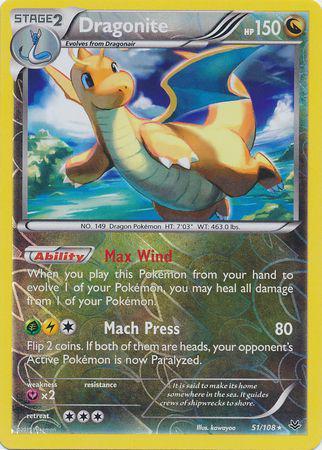 STAGE2
Dragonite
HP150
Evolves from Dragonair
NO. 149 Dragon Pokémon HT: 7'03" WT: 463.0 lbs.
Ability Max Wind
When you play this Pokémon from your hand to
evolve 1 of your Pokémon, you may heal all damage
from 1 of your Pokémon.
Mach Press 80
Flip 2 coins. If both of them are heads, your opponent's
Active Pokémon is now Paralyzed.
weakness resistance
×2
retreat
It is said to make its home
somewhere in the sea. It guides
crews of shipwrecks to shore.
Illus. kawayoo
51/108★